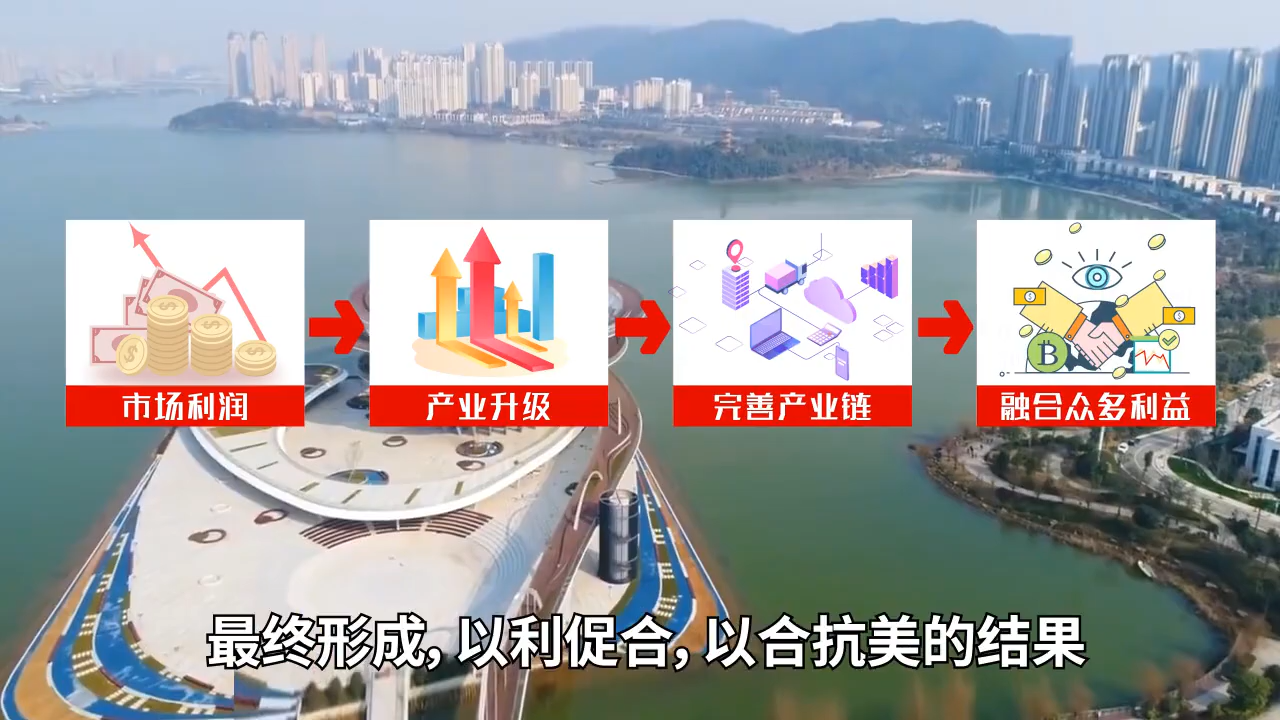 市场利润
产业升级
完善产业链
融合众多利益
最终形成,以利促合,以合抗美的结果